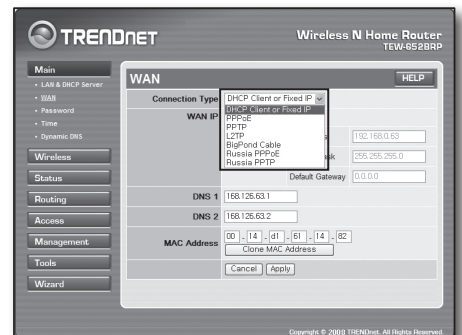 TRENDNET
Wireless N Home Router
TEW-652BRP
Main
• LAN & DHCP Server
• WAN
• Password
• Time
• Dynamic DNS
Wireless
Status
Routing
Access
Management
Tools
Wizard
WAN
HELP
Connection Type DHCP Client or Fixed IP
DHCP Client or Fixed IP
PPPoE
PPTP
L2TP
BigPond Cable
Russia PPPoE
Russia PPTP
WAN IP
192.168.0.63
255.255.255.0
Default Gateway 0.0.0.0
DNS 1 168.126.63.1
DNS 2 168.126.63.2
MAC Address 00 - 14 - d1 - 61 - 14 - 82
Clone MAC Address
Cancel Apply
Copyright © 2008 TRENDnet. All Rights Reserved.